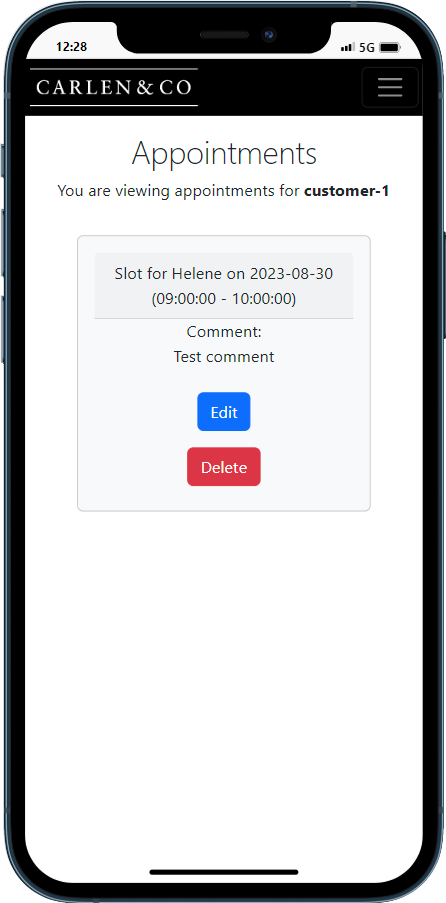 12:28 5G
CARLEN & CO
Appointments
You are viewing appointments for customer-1
Slot for Helene on 2023-08-30
(09:00:00 - 10:00:00)
Comment:
Test comment
Edit
Delete